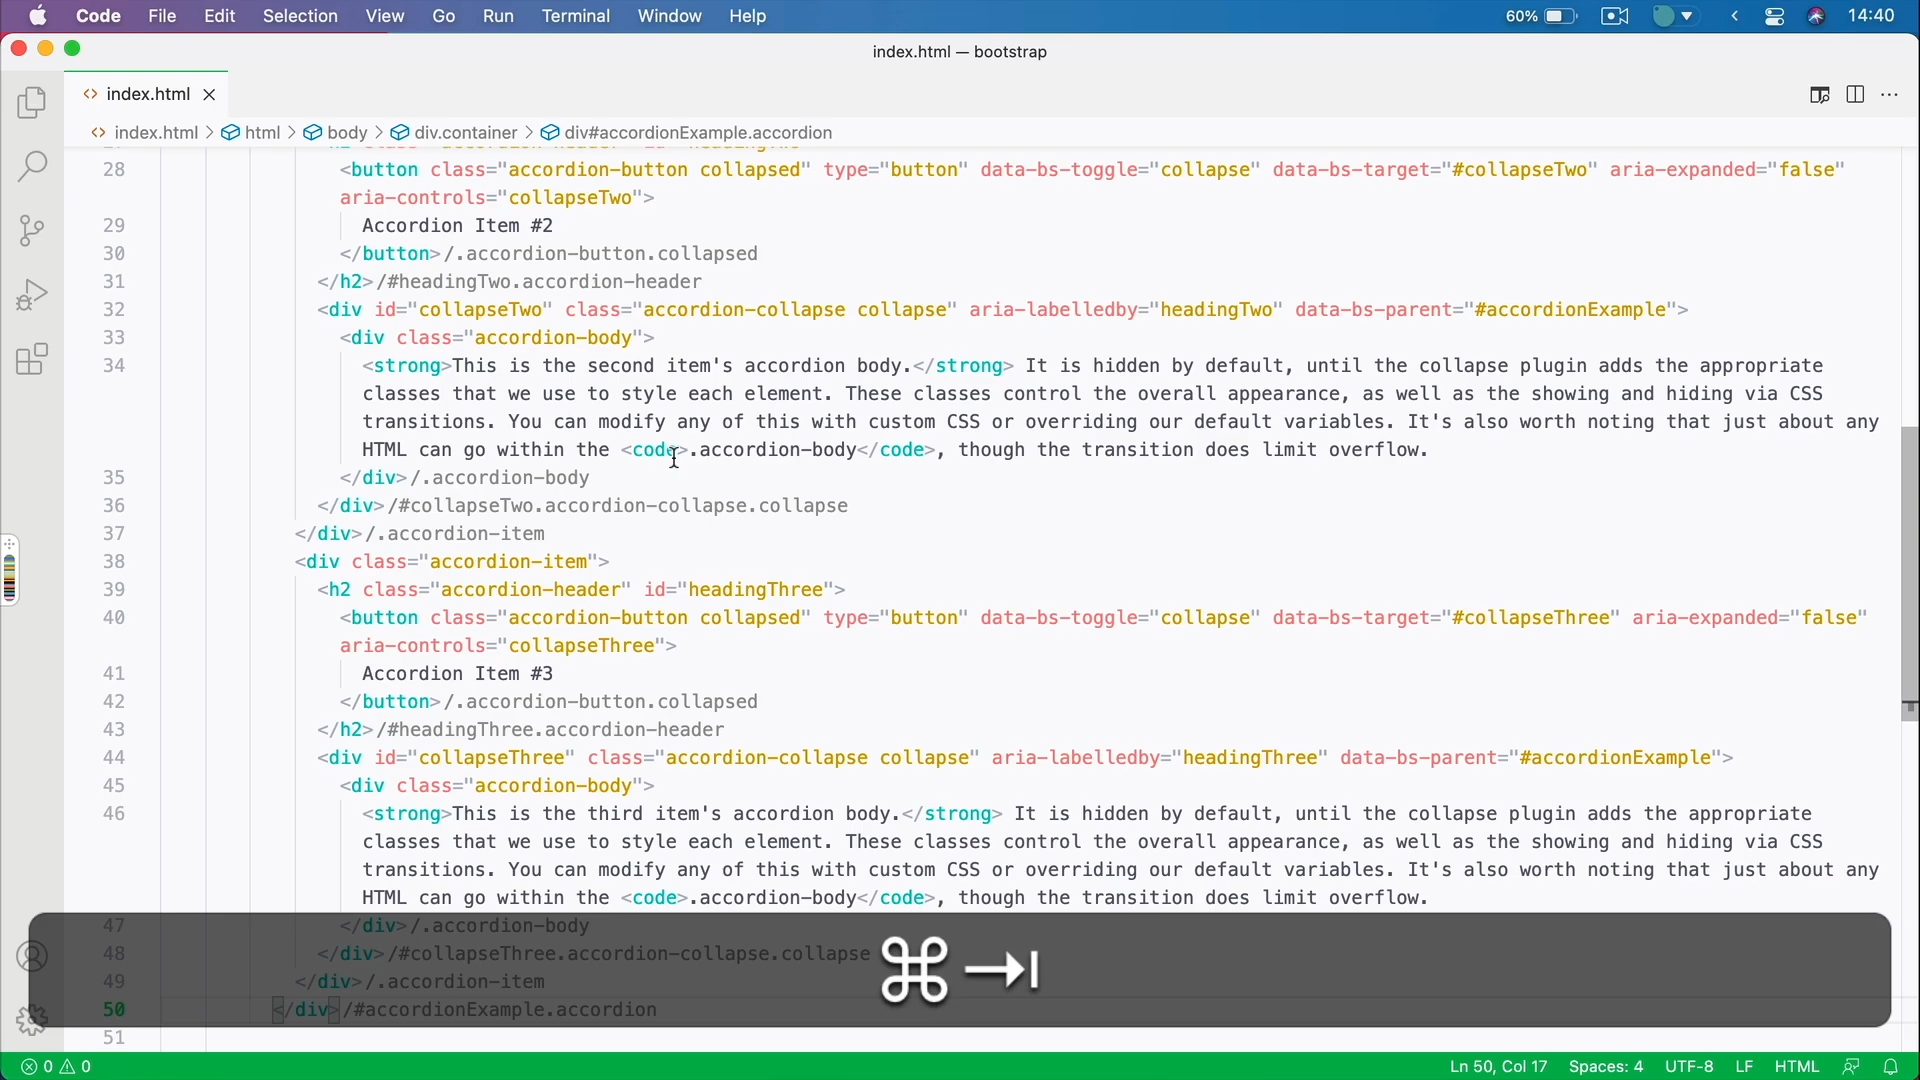 Code File Edit Selection View Go Run Terminal Window Help 60% 14:40
index.html — bootstrap
index.html
index.html > html > body > div.container > div#accordionExample.accordion
28 <button class="accordion-button collapsed" type="button" data-bs-toggle="collapse" data-bs-target="#collapseTwo" aria-expanded="false"
aria-controls="collapseTwo">
29 Accordion Item #2
30 </button>/.accordion-button.collapsed
31 </h2>/#headingTwo.accordion-header
32 <div id="collapseTwo" class="accordion-collapse collapse" aria-labelledby="headingTwo" data-bs-parent="#accordionExample">
33 <div class="accordion-body">
34 <strong>This is the second item's accordion body.</strong> It is hidden by default, until the collapse plugin adds the appropriate
classes that we use to style each element. These classes control the overall appearance, as well as the showing and hiding via CSS
transitions. You can modify any of this with custom CSS or overriding our default variables. It's also worth noting that just about any
HTML can go within the <code>.accordion-body</code>, though the transition does limit overflow.
35 </div>/.accordion-body
36 </div>/#collapseTwo.accordion-collapse.collapse
37 </div>/.accordion-item
38 <div class="accordion-item">
39 <h2 class="accordion-header" id="headingThree">
40 <button class="accordion-button collapsed" type="button" data-bs-toggle="collapse" data-bs-target="#collapseThree" aria-expanded="false"
aria-controls="collapseThree">
41 Accordion Item #3
42 </button>/.accordion-button.collapsed
43 </h2>/#headingThree.accordion-header
44 <div id="collapseThree" class="accordion-collapse collapse" aria-labelledby="headingThree" data-bs-parent="#accordionExample">
45 <div class="accordion-body">
46 <strong>This is the third item's accordion body.</strong> It is hidden by default, until the collapse plugin adds the appropriate
classes that we use to style each element. These classes control the overall appearance, as well as the showing and hiding via CSS
transitions. You can modify any of this with custom CSS or overriding our default variables. It's also worth noting that just about any
HTML can go within the <code>.accordion-body</code>, though the transition does limit overflow.
47 </div>/.accordion-body
48 </div>/#collapseThree.accordion-collapse.collapse
49 </div>/.accordion-item
50 </div>/#accordionExample.accordion
51
⌘ ⇥
0 0 Ln 50, Col 17 Spaces: 4 UTF-8 LF HTML